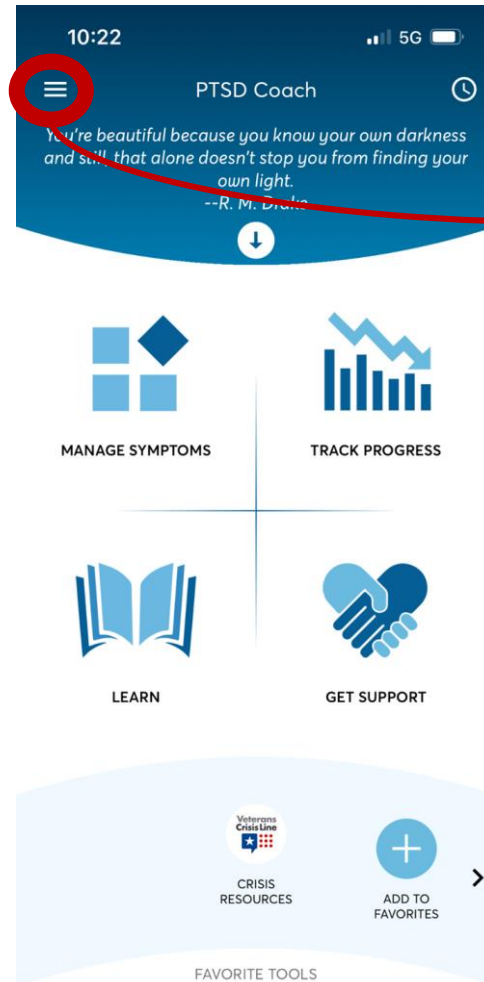 10:22
5G
PTSD Coach
You're beautiful because you know your own darkness
and still, that alone doesn't stop you from finding your
own light.
--R. M. Drake
MANAGE SYMPTOMS
TRACK PROGRESS
LEARN
GET SUPPORT
Veterans
CrisisLine
CRISIS
RESOURCES
ADD TO
FAVORITES
FAVORITE TOOLS